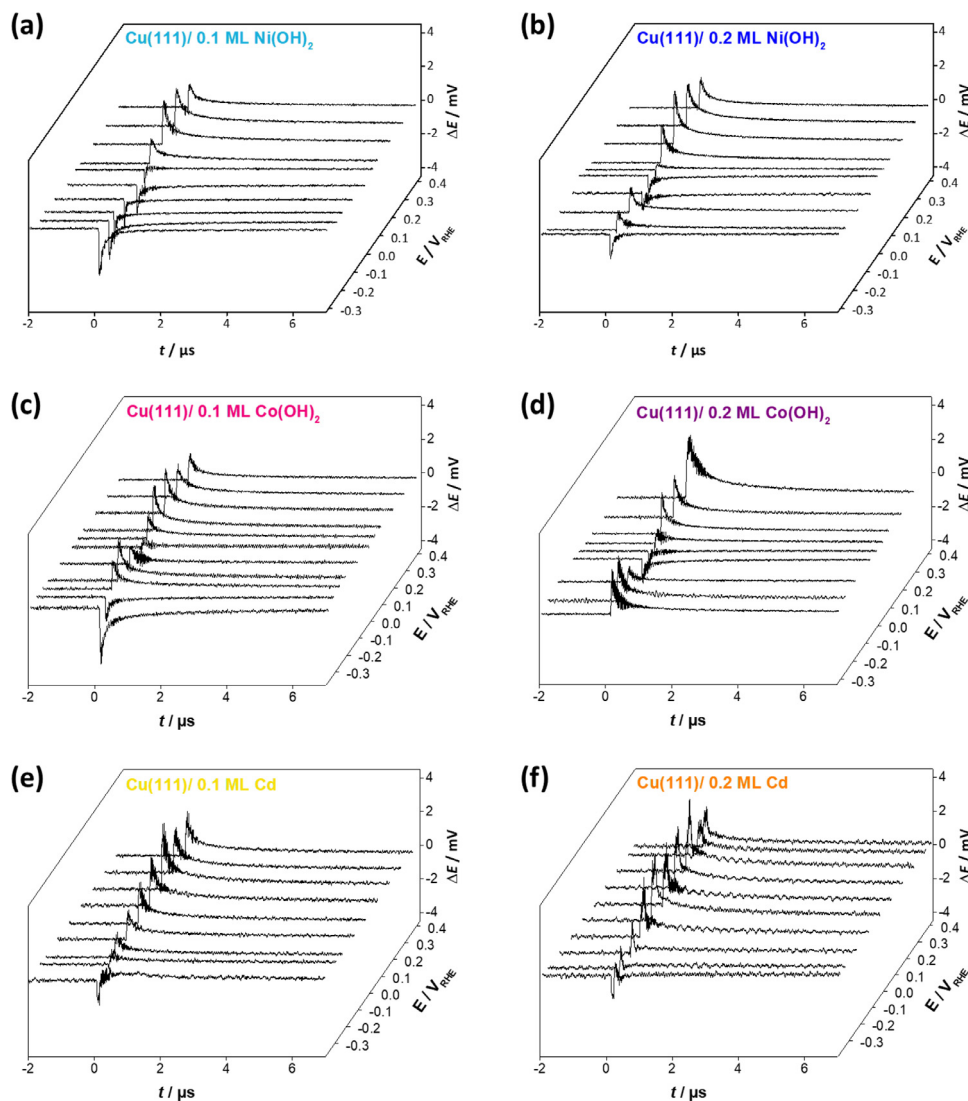 (a)
Cu(111)/ 0.1 ML Ni(OH)2
4
2
0
-2
-4
ΔE / mV
0.4
0.3
0.2
0.1
0.0
-0.1
-0.2
-0.3
E / VRHE
-2 0 2 4 6
t / μs
(b)
Cu(111)/ 0.2 ML Ni(OH)2
4
2
0
-2
-4
ΔE / mV
0.4
0.3
0.2
0.1
0.0
-0.1
-0.2
-0.3
E / VRHE
-2 0 2 4 6
t / μs
(c)
Cu(111)/ 0.1 ML Co(OH)2
4
2
0
-2
-4
ΔE / mV
0.4
0.3
0.2
0.1
0.0
-0.1
-0.2
-0.3
E / VRHE
-2 0 2 4 6
t / μs
(d)
Cu(111)/ 0.2 ML Co(OH)2
4
2
0
-2
-4
ΔE / mV
0.4
0.3
0.2
0.1
0.0
-0.1
-0.2
-0.3
E / VRHE
-2 0 2 4 6
t / μs
(e)
Cu(111)/ 0.1 ML Cd
4
2
0
-2
-4
ΔE / mV
0.4
0.3
0.2
0.1
0.0
-0.1
-0.2
-0.3
E / VRHE
-2 0 2 4 6
t / μs
(f)
Cu(111)/ 0.2 ML Cd
4
2
0
-2
-4
ΔE / mV
0.4
0.3
0.2
0.1
0.0
-0.1
-0.2
-0.3
E / VRHE
-2 0 2 4 6
t / μs